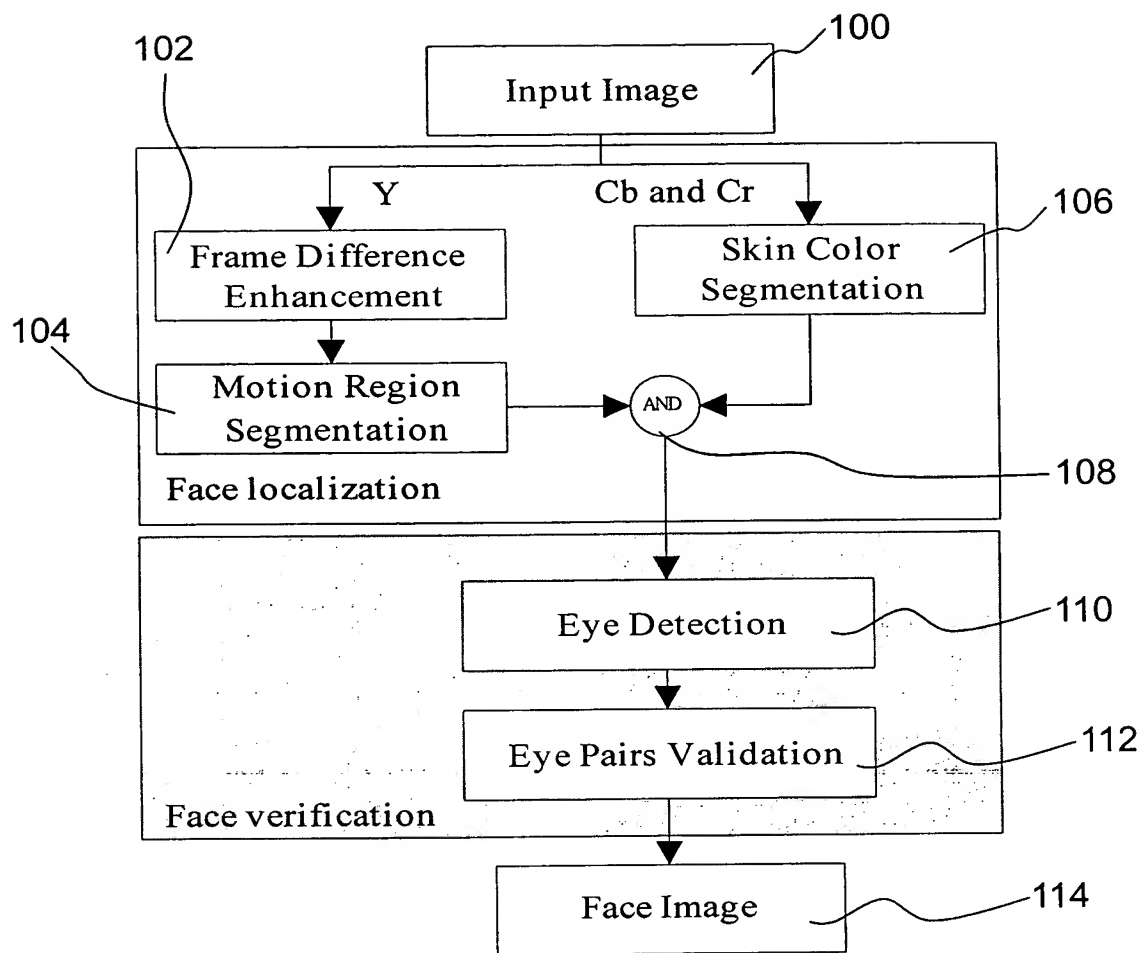 100
102
Input Image
Y
Cb and Cr
106
Frame Difference
Enhancement
Skin Color
Segmentation
104
Motion Region
Segmentation
AND
108
Face localization
Eye Detection
110
Eye Pairs Validation
112
Face verification
Face Image
114